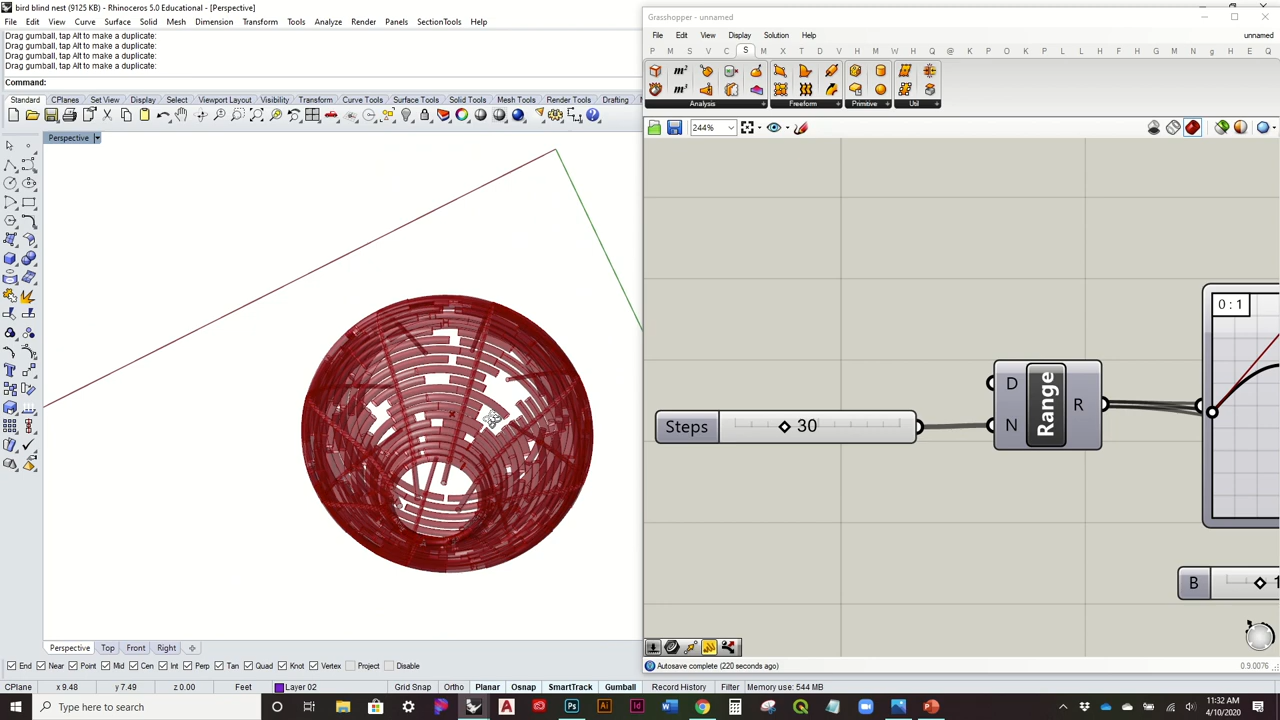 bird blind nest (9125 KB) - Rhinoceros 5.0 Educational - [Perspective]
File Edit View Curve Surface Solid Mesh Dimension Transform Tools Analyze Render Panels SectionTools Help
Drag gumball, tap Alt to make a duplicate:
Drag gumball, tap Alt to make a duplicate:
Drag gumball, tap Alt to make a duplicate:
Command:
Standard CPlanes Set View Display Select Viewport Layout Visibility Transform Curve Tools Surface Tools Solid Tools Mesh Tools Render Tools Drafting
Perspective
Perspective Top Front Right
End Near Point Mid Cen Int Perp Tan Quad Knot Vertex Project Disable
CPlane x 9.48 y 7.49 z 0.00 Feet Layer 02 Grid Snap Ortho Planar Osnap SmartTrack Gumball Record History Filter Memory use: 544 MB
Grasshopper - unnamed
File Edit View Display Solution Help unnamed
P M S V C S M X T D V K P L H M W H Q @ M K J N P O R M K P L H E N g H Q
m²
m³
Analysis Freeform Primitive Util
244%
0 : 1
Steps 30
D
N
Range
R
B 1
Autosave complete (220 seconds ago) 0.9.0076
Type here to search
11:32 AM
4/10/2020